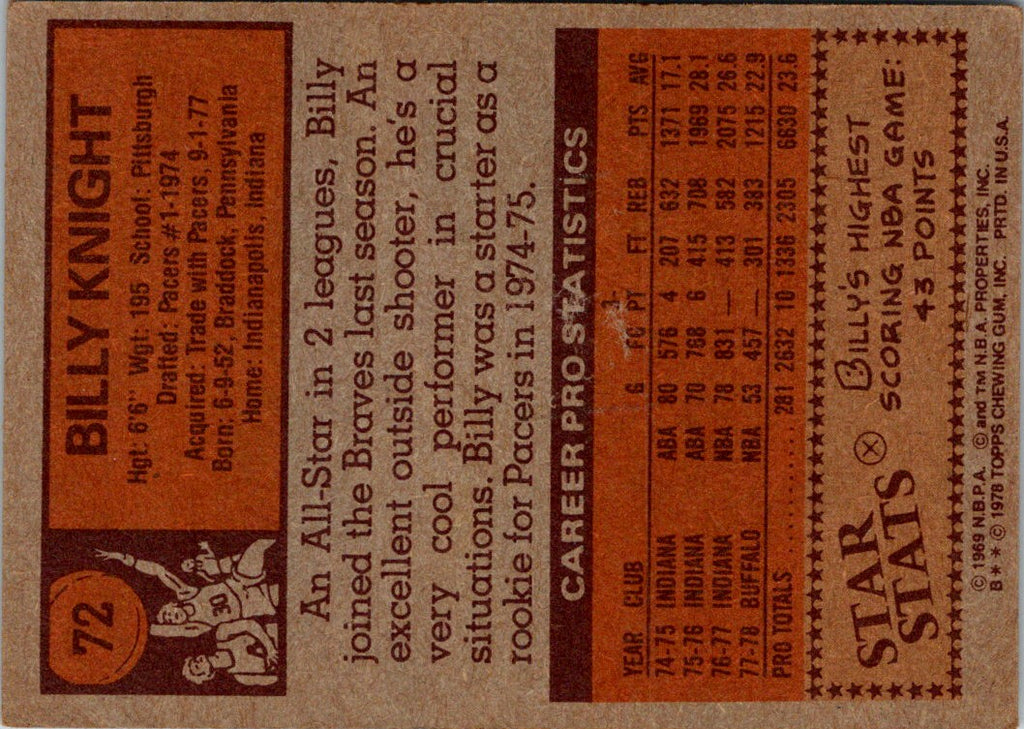 72
BILLY KNIGHT
Hgt: 6'6" Wgt: 195 School: Pittsburgh
Drafted: Pacers #1-1974
Acquired: Trade with Pacers, 9-1-77
Born: 6-9-52, Braddock, Pennsylvania
Home: Indianapolis, Indiana
30
An All-Star in 2 leagues, Billy
joined the Braves last season. An
excellent outside shooter, he's a
very cool performer in crucial
situations. Billy was a starter as a
rookie for Pacers in 1974-75.
CAREER PRO STATISTICS
YEAR CLUB G FG PT FT REB PTS AVG
74-75 INDIANA ABA 80 576 4 207 632 1371 17.1
75-76 INDIANA ABA 70 768 6 415 708 1969 28.1
76-77 INDIANA NBA 78 831 — 413 582 2075 26.6
77-78 BUFFALO NBA 53 457 — 301 383 1215 22.9
PRO TOTALS .......... 281 2632 10 1336 2305 6630 23.6
STAR
STATS
BILLY'S HIGHEST
SCORING NBA GAME:
43 POINTS
© 1969 N.B.P.A. © and TM N.B.A. PROPERTIES, INC.
B * * © 1978 TOPPS CHEWING GUM, INC. PRTD. IN U.S.A.